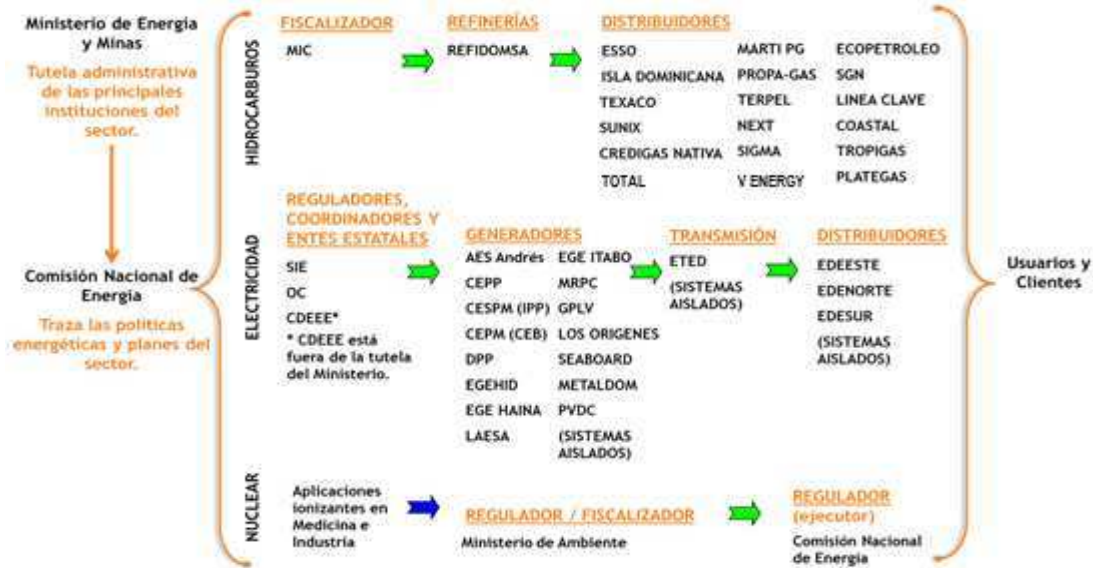 Ministerio de Energia
y Minas
Tutela administrativa
de las principales
instituciones del
sector.
Comisión Nacional de
Energia
Traza las políticas
energéticas y planes del
sector.
HIDROCARBUROS
FISCALIZADOR
MIC
REFINERÍAS
REFIDOMSA
DISTRIBUIDORES
ESSO
ISLA DOMINICANA
TEXACO
SUNIX
CREDIGAS NATIVA
TOTAL
MARTI PG
PROPA-GAS
TERPEL
NEXT
SIGMA
V ENERGY
ECOPETROLEO
SGN
LINEA CLAVE
COASTAL
TROPIGAS
PLATEGAS
ELECTRICIDAD
REGULADORES,
COORDINADORES Y
ENTES ESTATALES
SIE
OC
CDEEE*
* CDEEE está
fuera de la tutela
del Ministerio.
GENERADORES
AES Andrés
CEPP
CESPM (IPP)
CEPM (CEB)
DPP
EGEHID
EGE HAINA
LAESA
EGE ITABO
MRPC
GPLV
LOS ORIGENES
SEABOARD
METALDOM
PVDC
(SISTEMAS
AISLADOS)
TRANSMISIÓN
ETED
(SISTEMAS
AISLADOS)
DISTRIBUIDORES
EDEESTE
EDENORTE
EDESUR
(SISTEMAS
AISLADOS)
NUCLEAR
Aplicaciones
ionizantes en
Medicina e
Industria
REGULADOR / FISCALIZADOR
Ministerio de Ambiente
REGULADOR
(ejecutor)
Comisión Nacional
de Energía
Usuarios y
Clientes